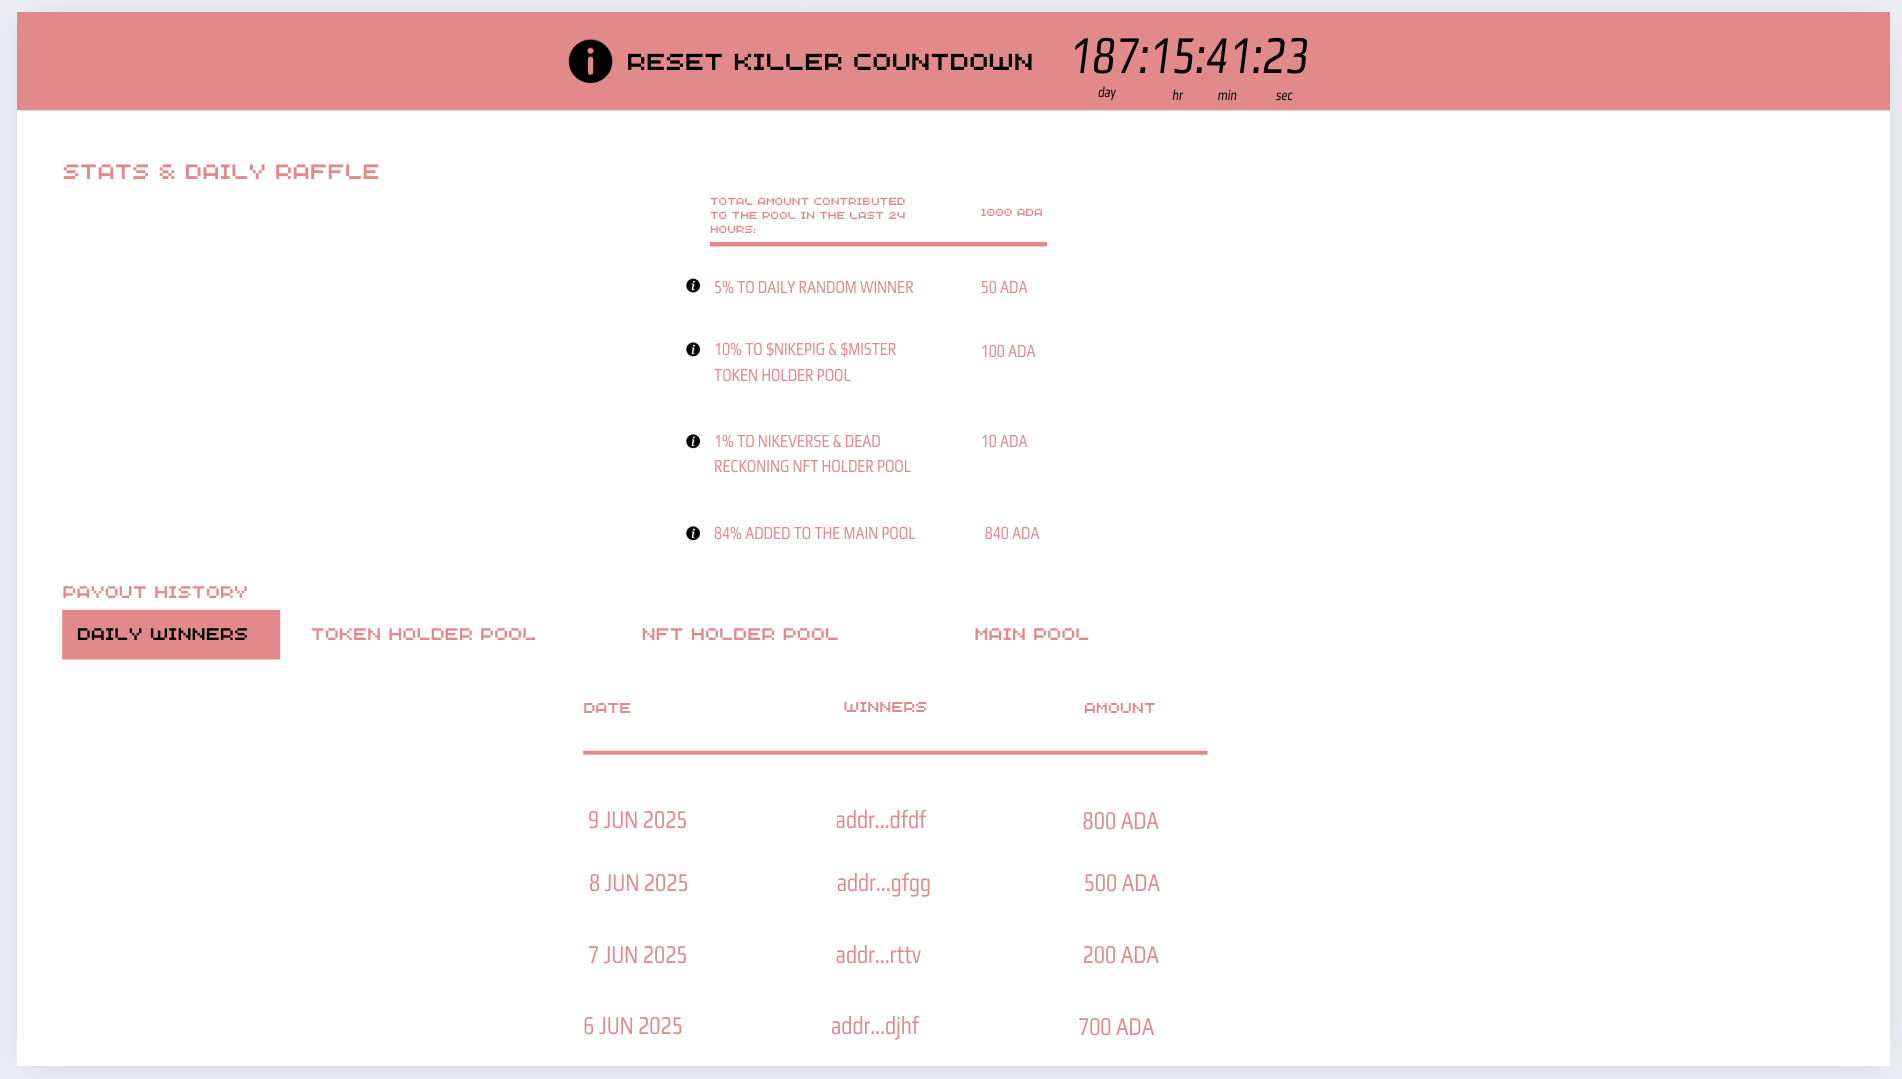 RESET KILLER COUNTDOWN 187:15:41:23
day hr min sec
STATS & DAILY RAFFLE
TOTAL AMOUNT CONTRIBUTED
TO THE POOL IN THE LAST 24
HOURS:
1000 ADA
5% TO DAILY RANDOM WINNER 50 ADA
10% TO $NIKEPIG & $MISTER
TOKEN HOLDER POOL
100 ADA
1% TO NIKEVERSE & DEAD
RECKONING NFT HOLDER POOL
10 ADA
84% ADDED TO THE MAIN POOL 840 ADA
PAYOUT HISTORY
DAILY WINNERS TOKEN HOLDER POOL NFT HOLDER POOL MAIN POOL
DATE WINNERS AMOUNT
9 JUN 2025 addr...dfdf 800 ADA
8 JUN 2025 addr...gfgg 500 ADA
7 JUN 2025 addr...rttv 200 ADA
6 JUN 2025 addr...djhf 700 ADA